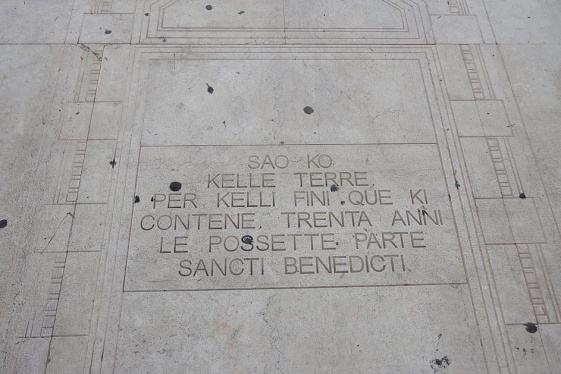 SAO KO
KELLE TERRE,
PER KELLI FINI QUE KI
CONTENE, TRENTA ANNI
LE POSSETTE PARTE
SANCTI BENEDICTI.